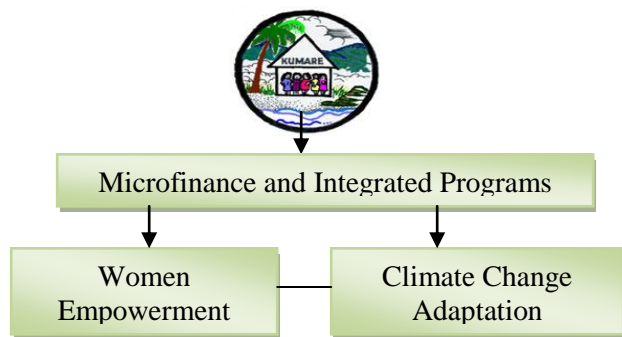 KUMARE
Microfinance and Integrated Programs
Women
Empowerment
Climate Change
Adaptation